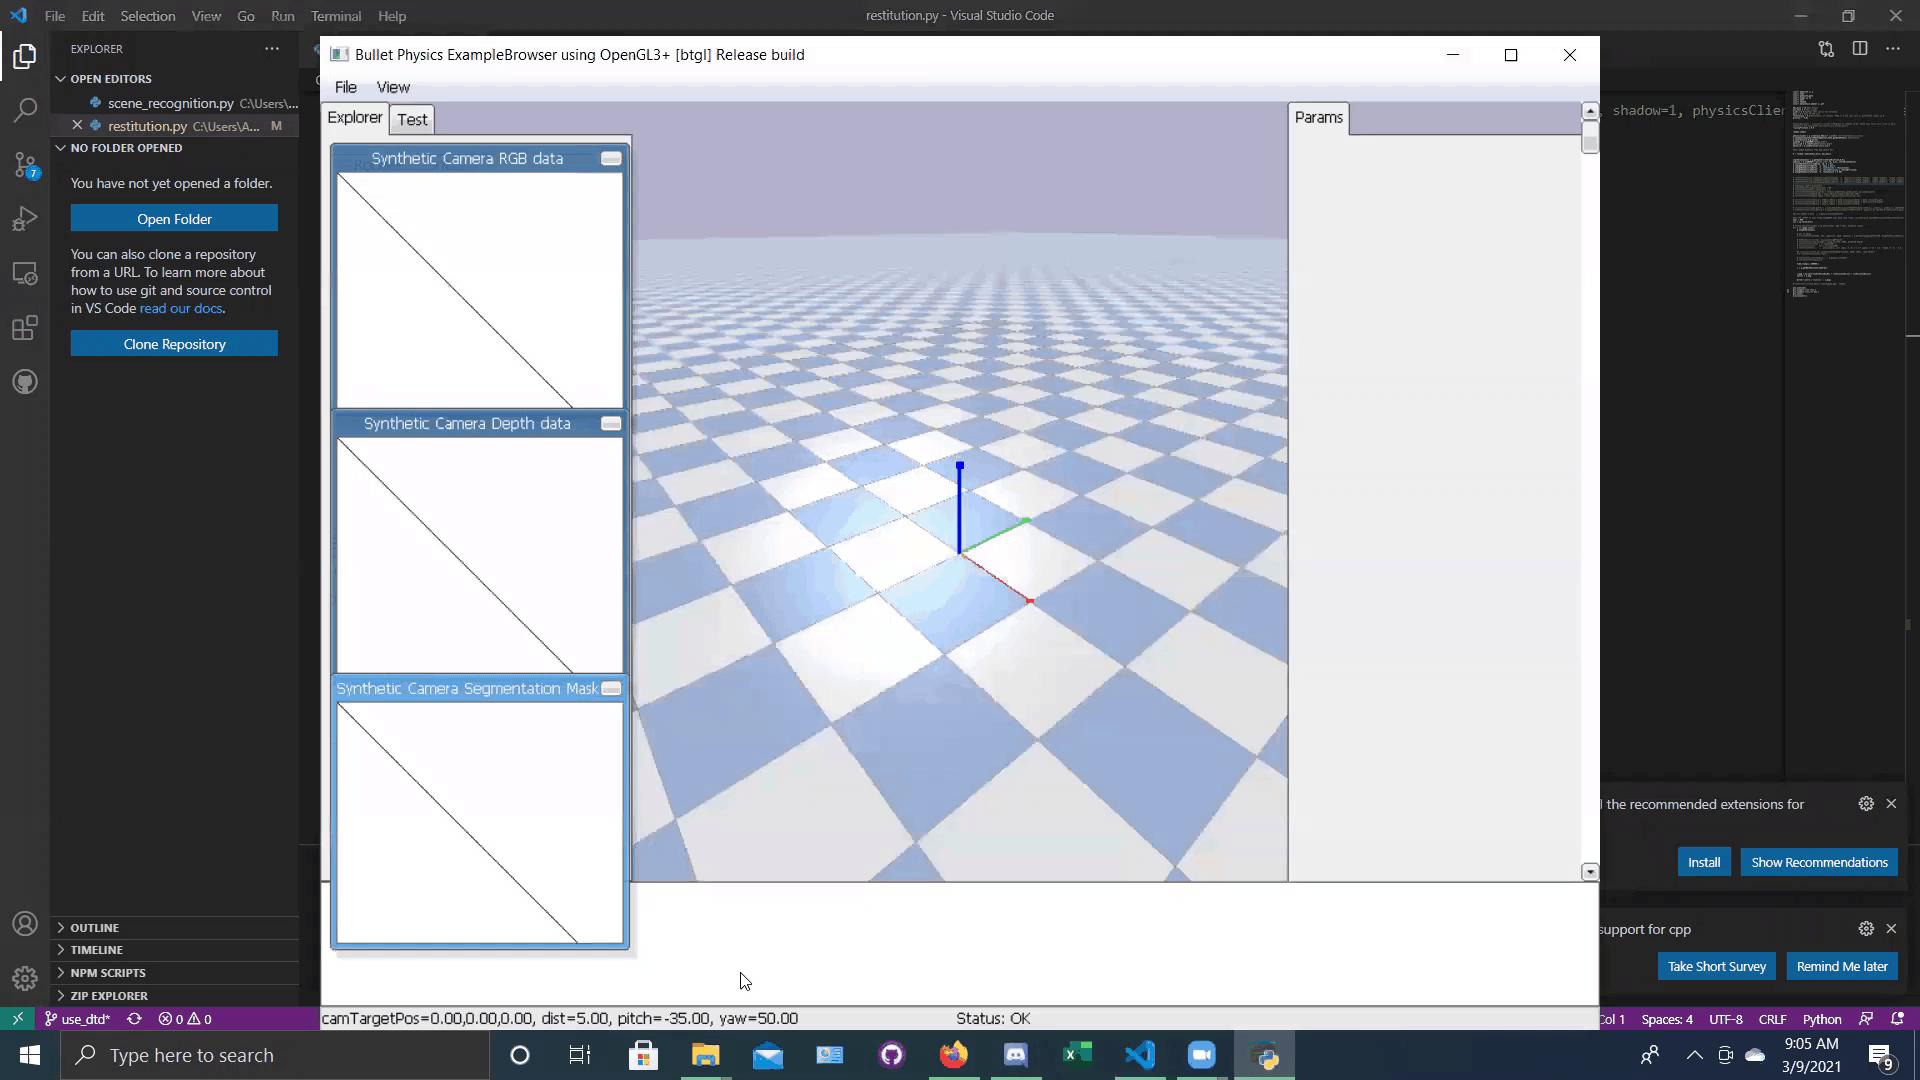 File Edit Selection View Go Run Terminal Help
restitution.py - Visual Studio Code
EXPLORER
OPEN EDITORS
scene_recognition.py C:\Users\...
restitution.py C:\Users\A... M
NO FOLDER OPENED
You have not yet opened a folder.
Open Folder
You can also clone a repository
from a URL. To learn more about
how to use git and source control
in VS Code read our docs.
Clone Repository
7
OUTLINE
TIMELINE
NPM SCRIPTS
ZIP EXPLORER
Bullet Physics ExampleBrowser using OpenGL3+ [btgl] Release build
File View
Explorer Test
Params
Synthetic Camera RGB data
Synthetic Camera Depth data
Synthetic Camera Segmentation Mask
camTargetPos=0.00,0.00,0.00, dist=5.00, pitch=-35.00, yaw=50.00
Status: OK
shadow=1, physicsClien
the recommended extensions for
Install Show Recommendations
support for cpp
Take Short Survey Remind Me later
use_dtd* 0 0
Col 1 Spaces: 4 UTF-8 CRLF Python
Type here to search
9:05 AM
3/9/2021
9